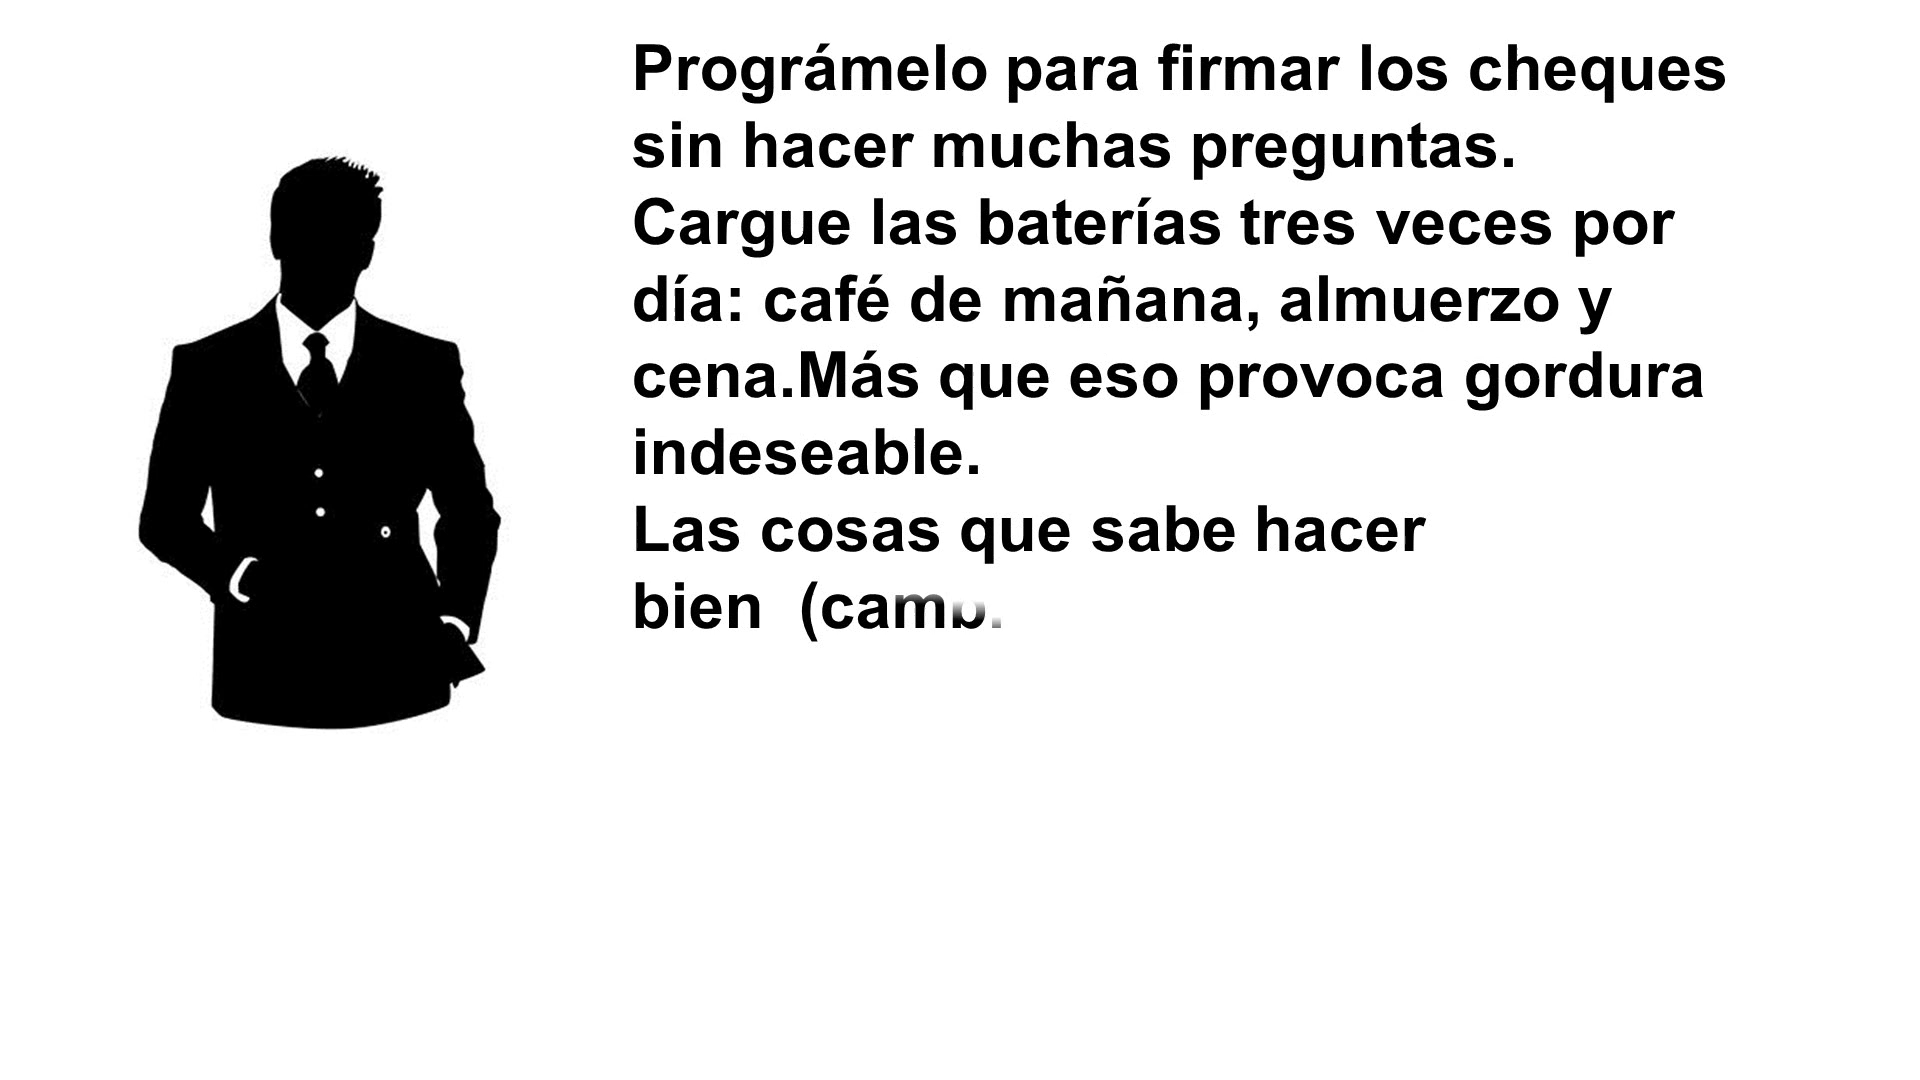 Prográmelo para firmar los cheques
sin hacer muchas preguntas.
Cargue las baterías tres veces por
día: café de mañana, almuerzo y
cena.Más que eso provoca gordura
indeseable.
Las cosas que sabe hacer
bien